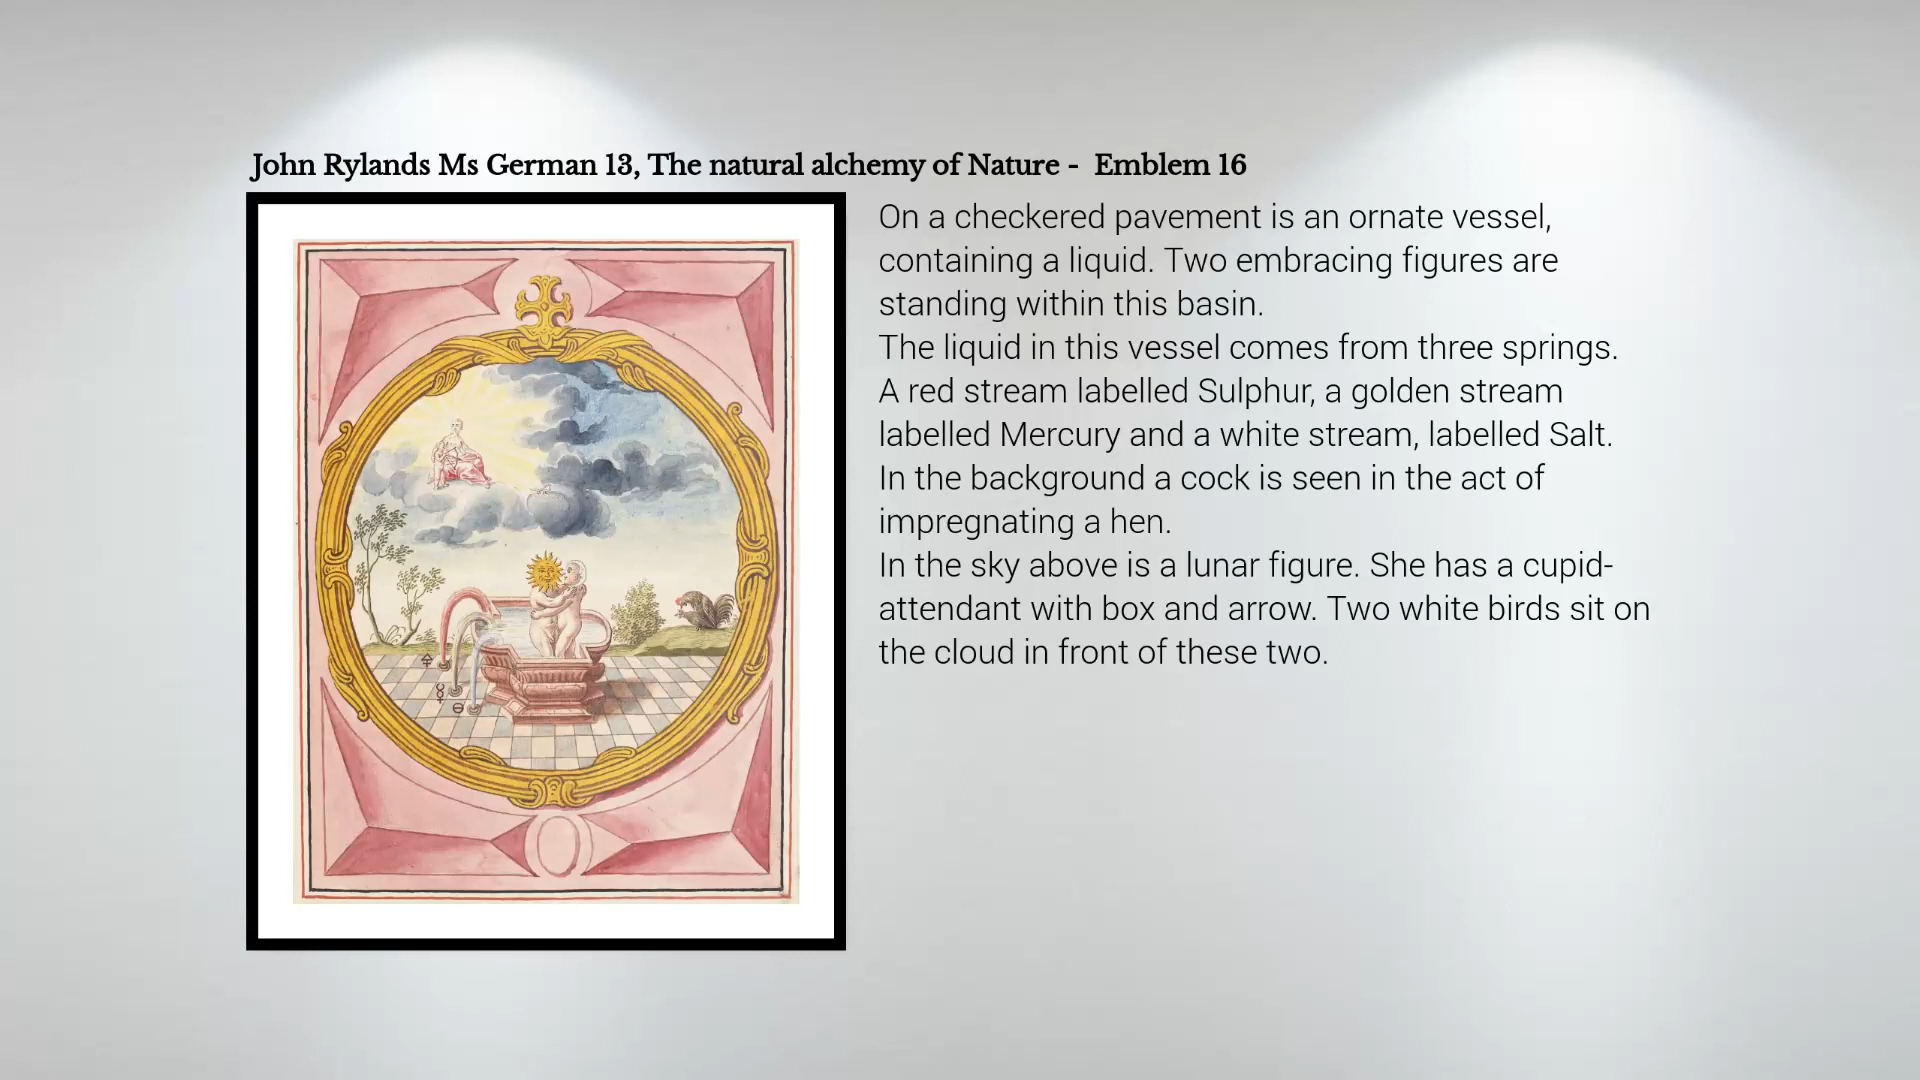 John Rylands Ms German 13, The natural alchemy of Nature - Emblem 16
On a checkered pavement is an ornate vessel,
containing a liquid. Two embracing figures are
standing within this basin.
The liquid in this vessel comes from three springs.
A red stream labelled Sulphur, a golden stream
labelled Mercury and a white stream, labelled Salt.
In the background a cock is seen in the act of
impregnating a hen.
In the sky above is a lunar figure. She has a cupid-
attendant with box and arrow. Two white birds sit on
the cloud in front of these two.